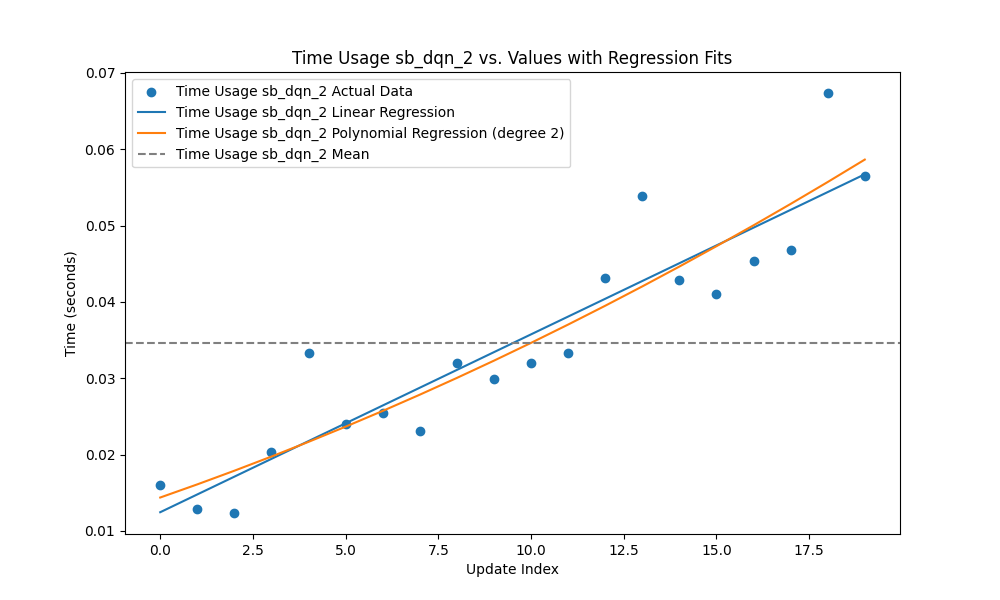 Time Usage sb_dqn_2 vs. Values with Regression Fits
Time Usage sb_dqn_2 Actual Data
Time Usage sb_dqn_2 Linear Regression
Time Usage sb_dqn_2 Polynomial Regression (degree 2)
Time Usage sb_dqn_2 Mean
Time (seconds)
0.07
0.06
0.05
0.04
0.03
0.02
0.01
0.0 2.5 5.0 7.5 10.0 12.5 15.0 17.5
Update Index